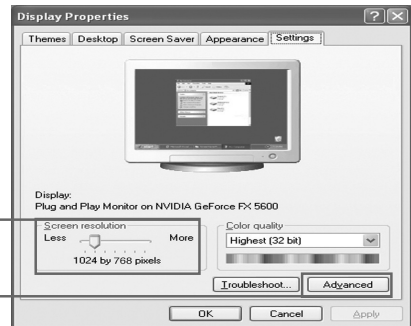 Display Properties
Themes Desktop Screen Saver Appearance Settings
Display:
Plug and Play Monitor on NVIDIA GeForce FX 5600
Screen resolution
Less More
1024 by 768 pixels
Color quality
Highest (32 bit)
Troubleshoot... Advanced
OK Cancel Apply